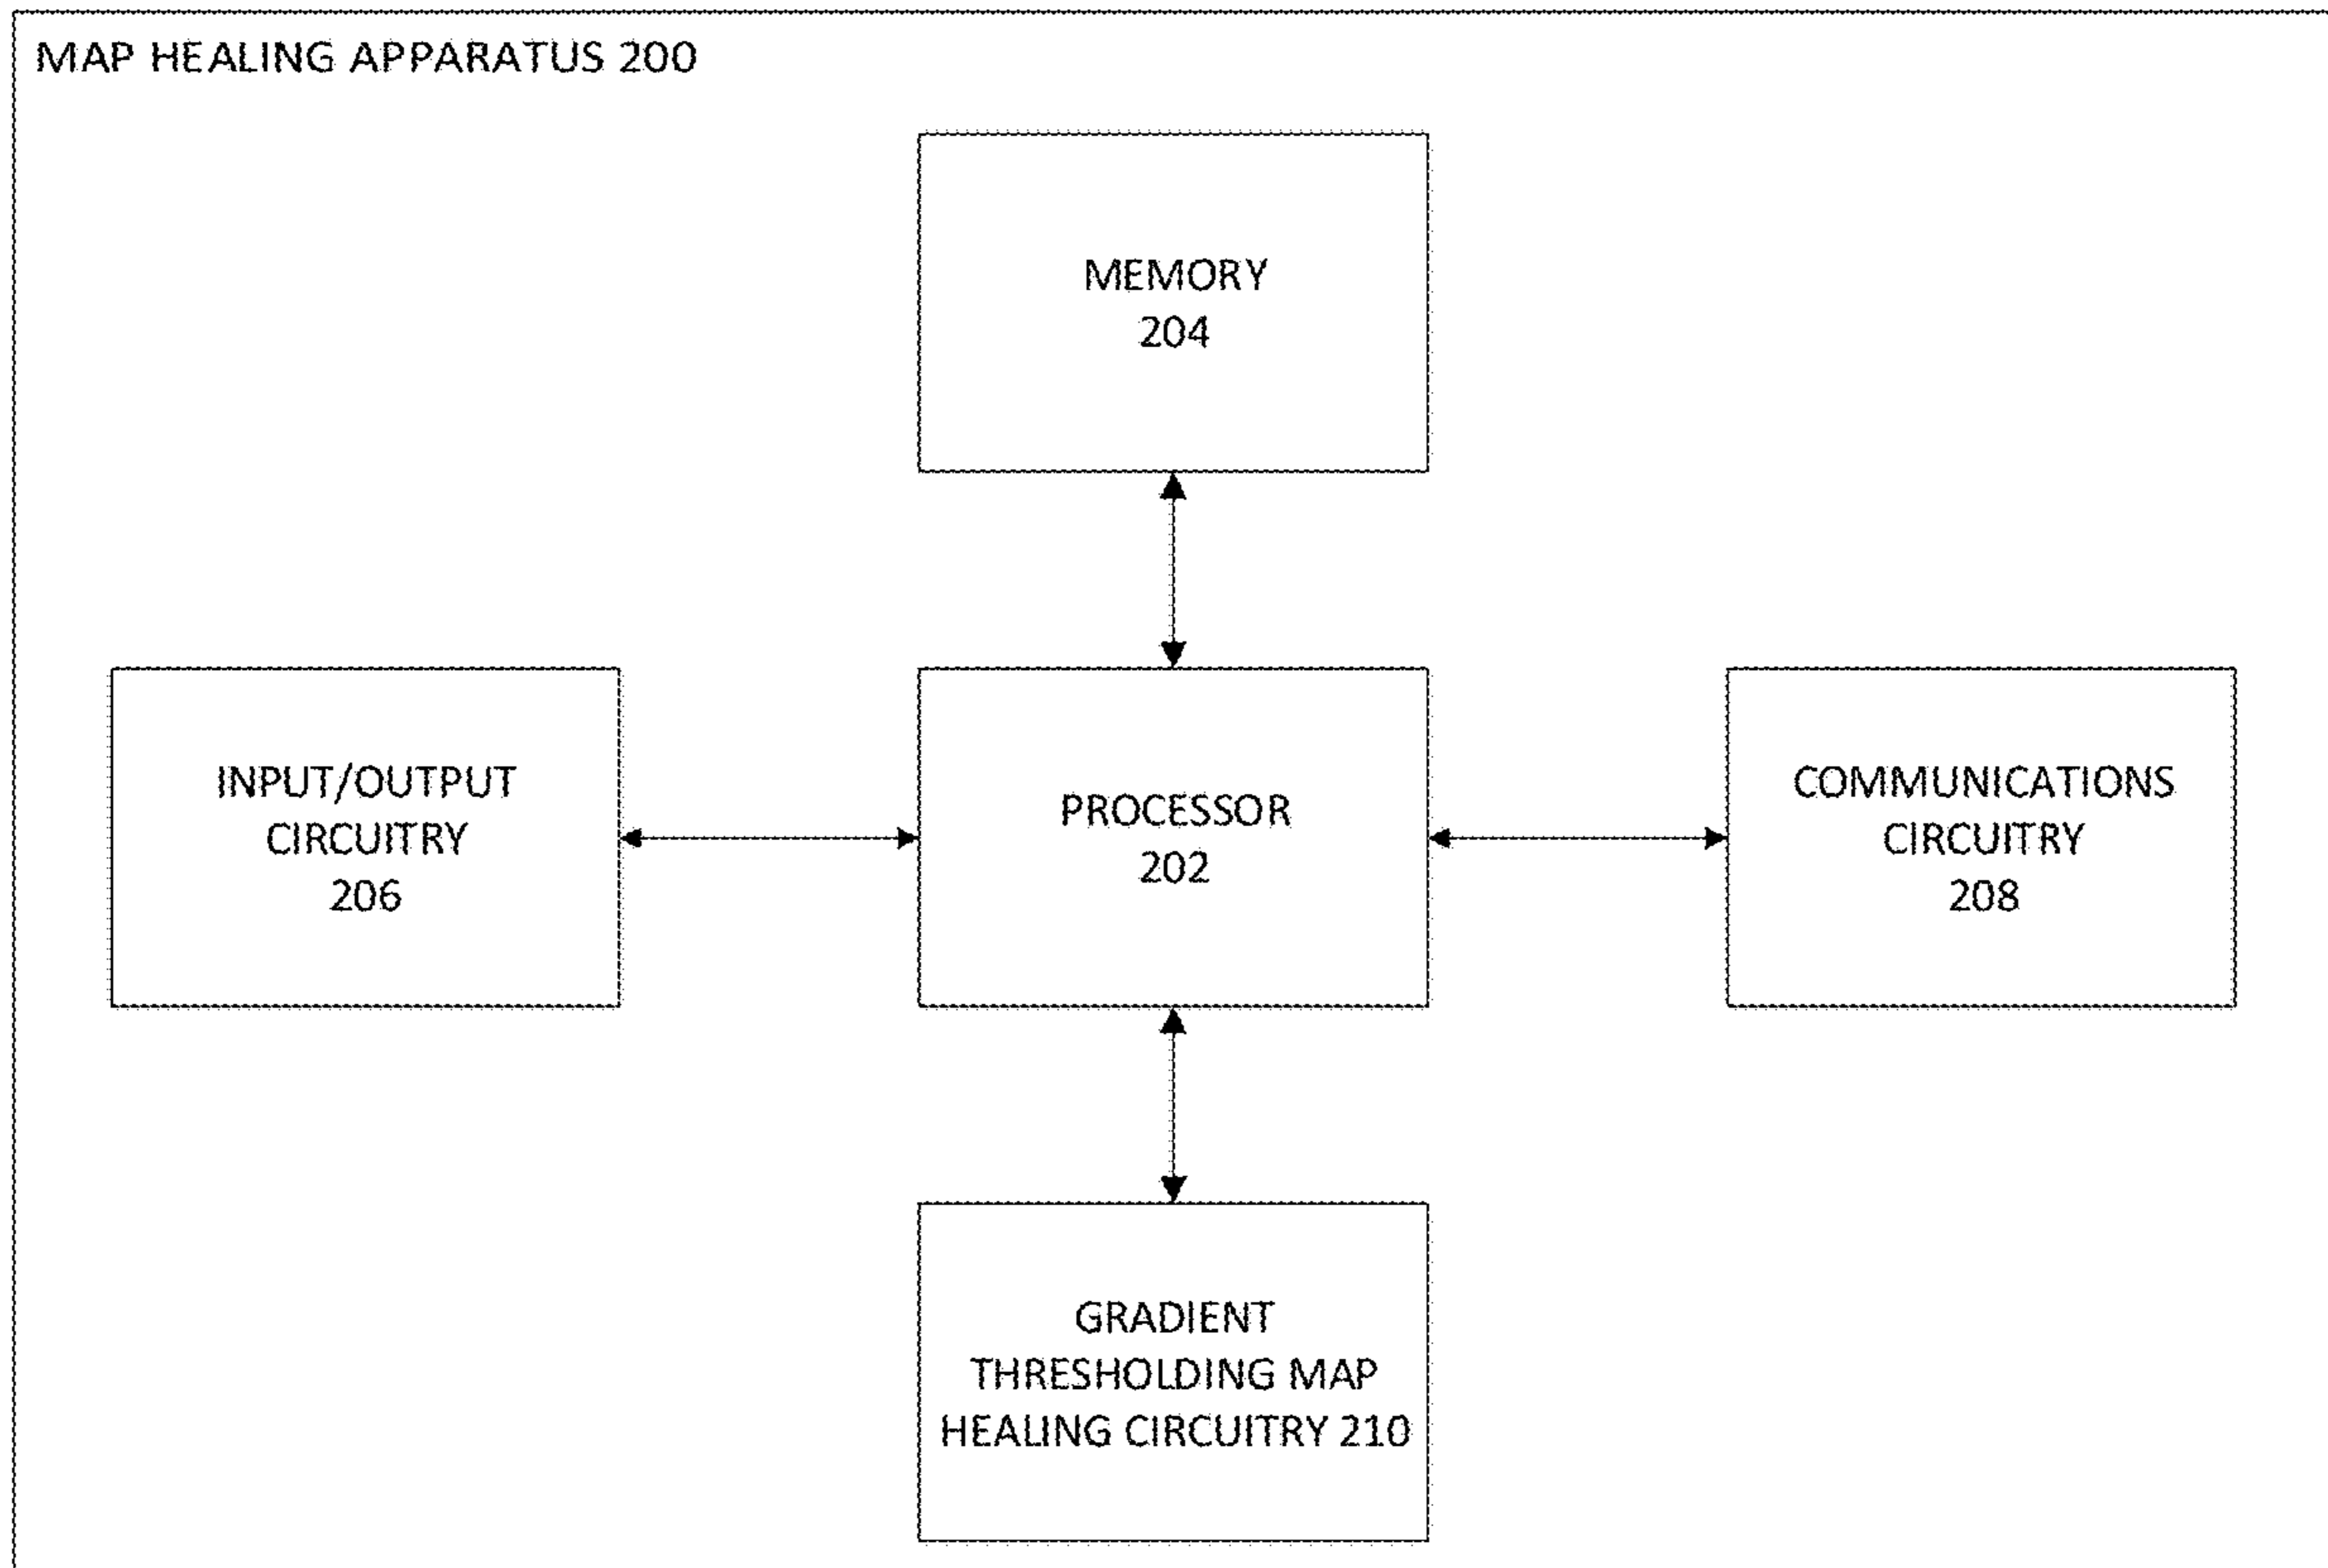 MAP HEALING APPARATUS 200
MEMORY
204
INPUT/OUTPUT
CIRCUITRY
206
PROCESSOR
202
COMMUNICATIONS
CIRCUITRY
208
GRADIENT
THRESHOLDING MAP
HEALING CIRCUITRY 210